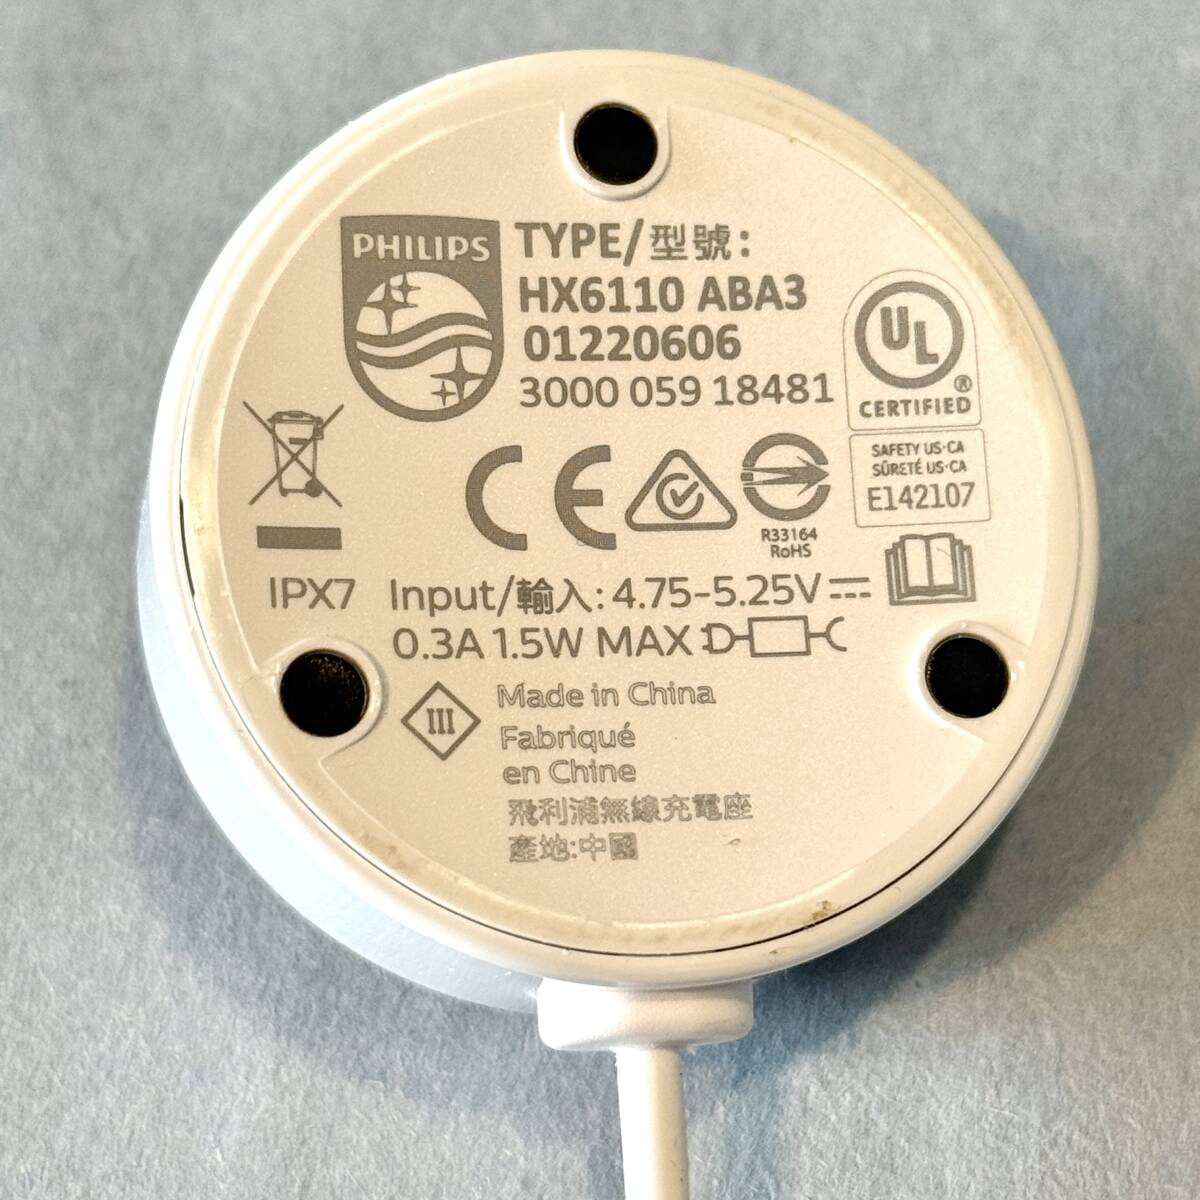 PHILIPS
TYPE/型號:
HX6110 ABA3
01220606
3000 059 18481
UL
®
CERTIFIED
SAFETY US·CA
SÛRETÉ US·CA
E142107
CE
R33164
RoHS
IPX7
Input/輸入: 4.75-5.25V
0.3A 1.5W MAX
III
Made in China
Fabriqué
en Chine
飛利浦無線充電座
產地:中國